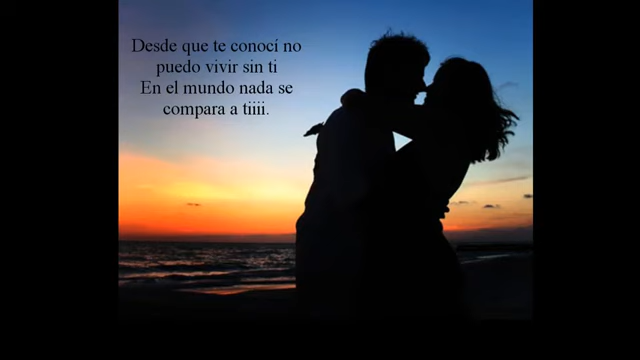 Desde que te conocí no
puedo vivir sin ti
En el mundo nada se
compara a tiiii.